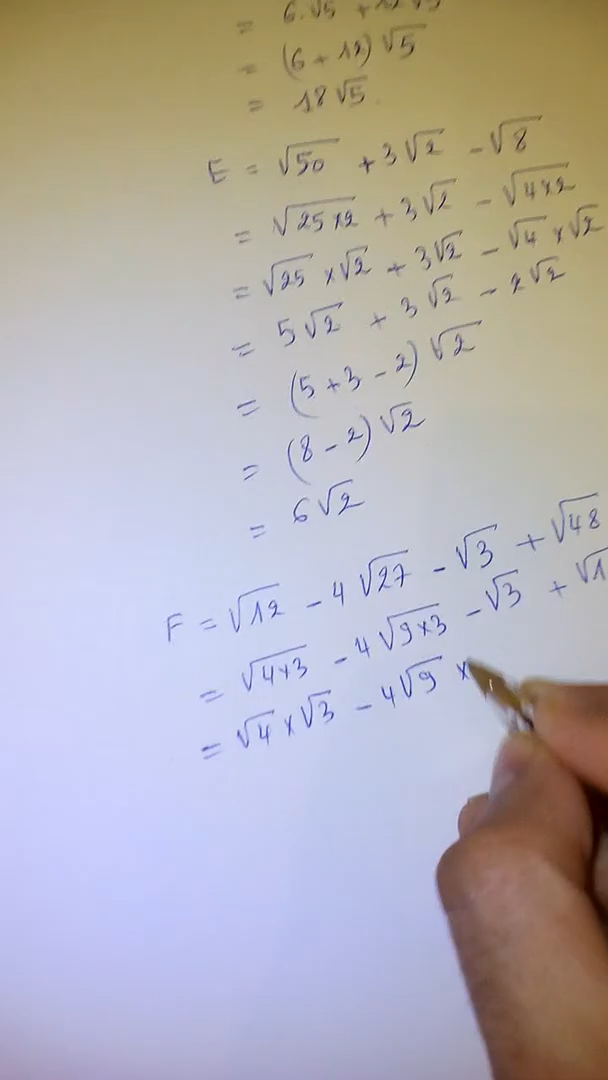 = 6.√5 + 12√5
= (6 + 12) √5
= 18√5.
E = √50 + 3√2 - √8
= √25×2 + 3√2 - √4×2
= √25 × √2 + 3√2 - √4 × √2
= 5√2 + 3√2 - 2√2
= (5+3-2) √2
= (8-2) √2
= 6√2
F = √12 - 4√27 - √3 + √48
= √4×3 - 4√9×3 - √3 + √1
= √4 × √3 - 4√9 ×